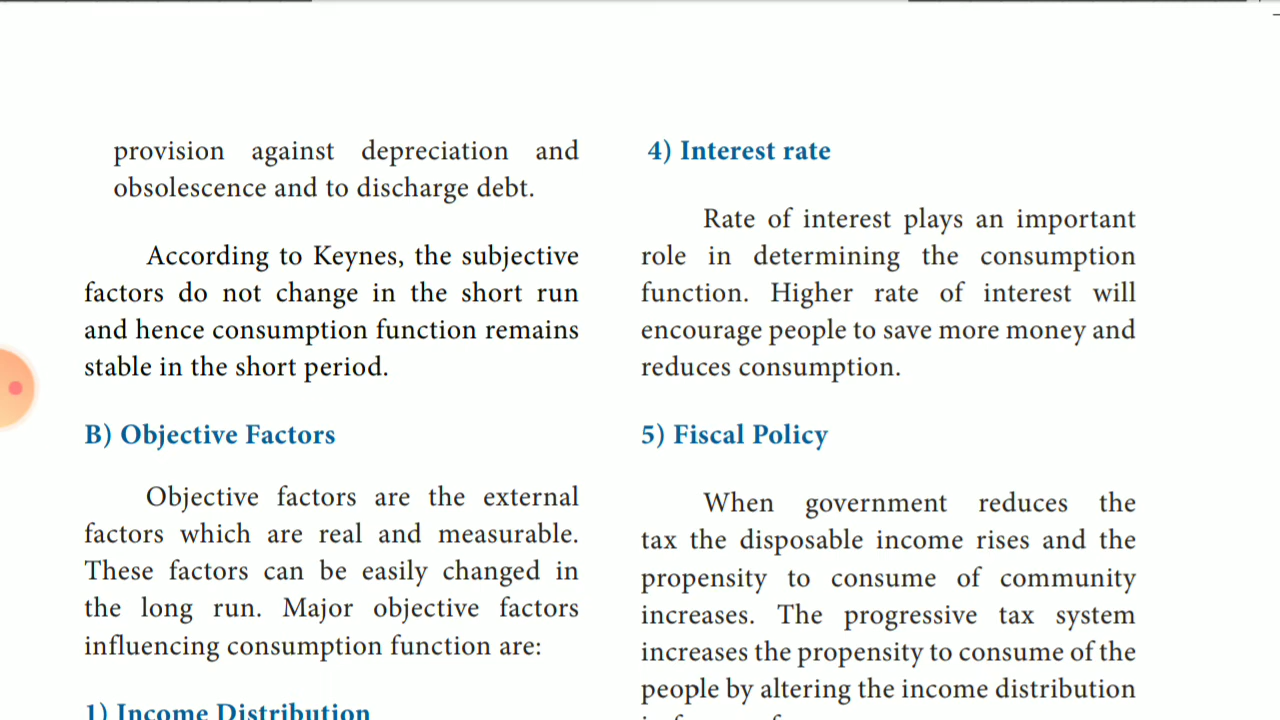 provision against depreciation and
obsolescence and to discharge debt.
According to Keynes, the subjective
factors do not change in the short run
and hence consumption function remains
stable in the short period.
B) Objective Factors
Objective factors are the external
factors which are real and measurable.
These factors can be easily changed in
the long run. Major objective factors
influencing consumption function are:
1) Income Distribution
4) Interest rate
Rate of interest plays an important
role in determining the consumption
function. Higher rate of interest will
encourage people to save more money and
reduces consumption.
5) Fiscal Policy
When government reduces the
tax the disposable income rises and the
propensity to consume of community
increases. The progressive tax system
increases the propensity to consume of the
people by altering the income distribution